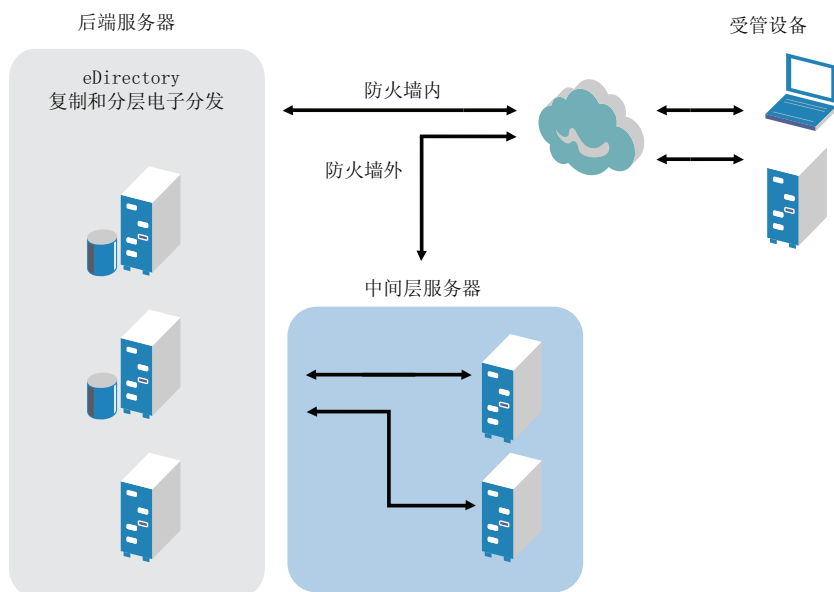 后端服务器
受管设备
eDirectory
复制和分层电子分发
防火墙内
防火墙外
中间层服务器